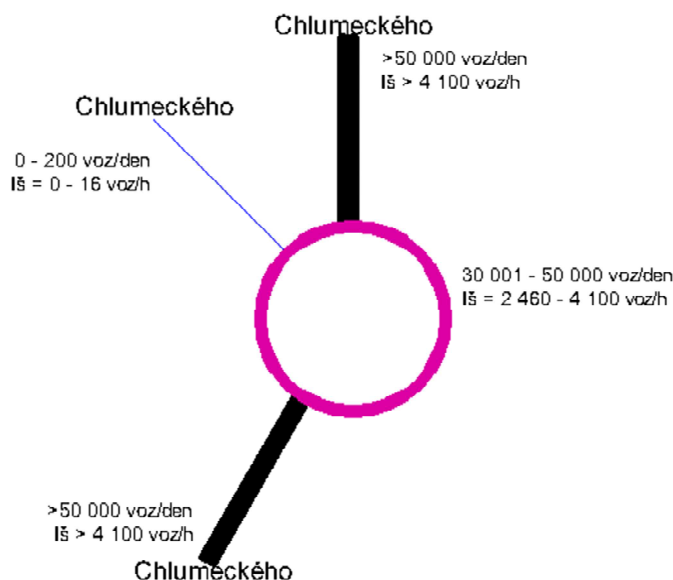 Chlumeckého
>50 000 voz/den
Iš > 4 100 voz/h
Chlumeckého
0 - 200 voz/den
Iš = 0 - 16 voz/h
30 001 - 50 000 voz/den
Iš = 2 460 - 4 100 voz/h
>50 000 voz/den
Iš > 4 100 voz/h
Chlumeckého